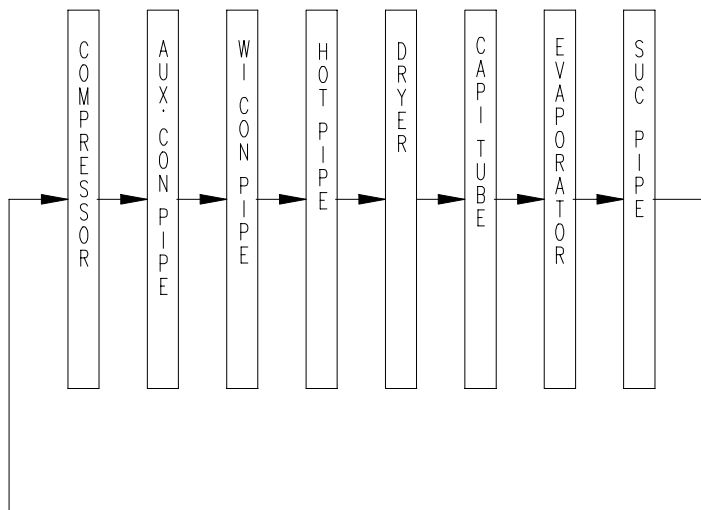 COMPRESSOR
AUX·CON PIPE
WI CON PIPE
HOT PIPE
DRYER
CAPI TUBE
EVAPORATOR
SUC PIPE